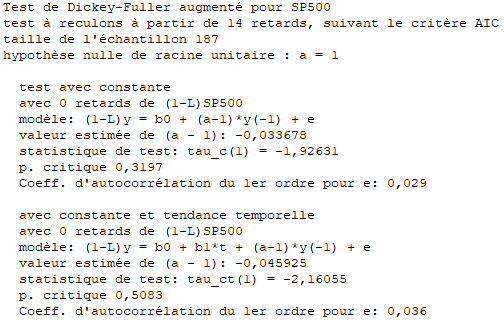 Test de Dickey-Fuller augmenté pour SP500
test à reculons à partir de 14 retards, suivant le critère AIC
taille de l'échantillon 187
hypothèse nulle de racine unitaire : a = 1
test avec constante
avec 0 retards de (1-L)SP500
modèle: (1-L)y = b0 + (a-1)*y(-1) + e
valeur estimée de (a - 1): -0,033678
statistique de test: tau_c(1) = -1,92631
p. critique 0,3197
Coeff. d'autocorrélation du 1er ordre pour e: 0,029
avec constante et tendance temporelle
avec 0 retards de (1-L)SP500
modèle: (1-L)y = b0 + b1*t + (a-1)*y(-1) + e
valeur estimée de (a - 1): -0,045925
statistique de test: tau_ct(1) = -2,16055
p. critique 0,5083
Coeff. d'autocorrélation du 1er ordre pour e: 0,036